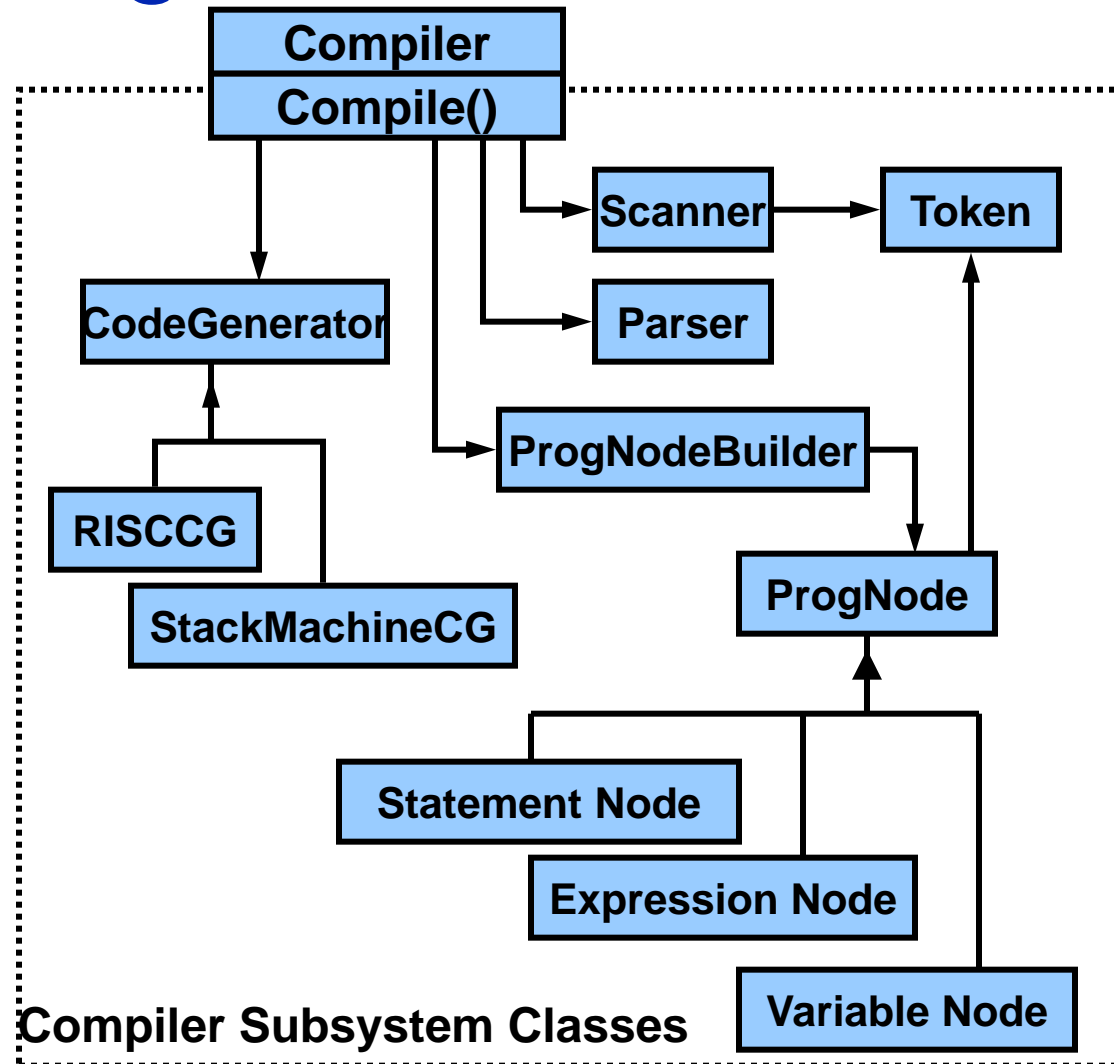 Compiler
Compile()
Scanner
Token
CodeGenerator
Parser
ProgNodeBuilder
RISCCG
ProgNode
StackMachineCG
Statement Node
Expression Node
Variable Node
Compiler Subsystem Classes